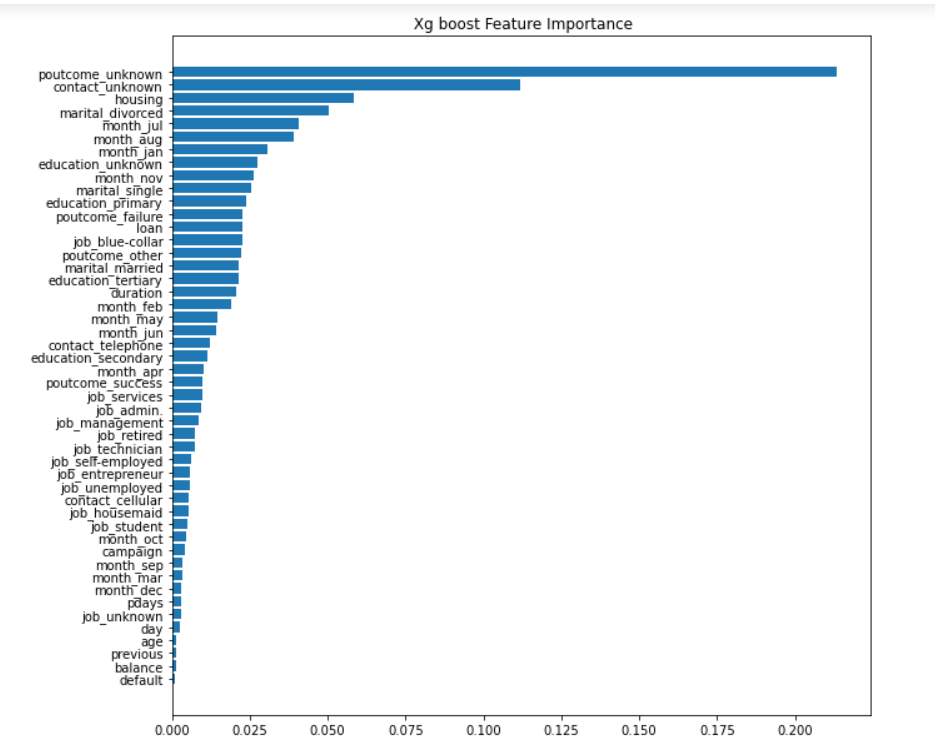 Xg boost Feature Importance
poutcome_unknown
contact_unknown
housing
marital_divorced
month_jul
month_aug
month_jan
education_unknown
month_nov
marital_single
education_primary
poutcome_failure
loan
job_blue-collar
poutcome_other
marital_married
education_tertiary
duration
month_feb
month_may
month_jun
contact_telephone
education_secondary
month_apr
poutcome_success
job_services
job_admin.
job_management
job_retired
job_technician
job_self-employed
job_entrepreneur
job_unemployed
contact_cellular
job_housemaid
job_student
month_oct
campaign
month_sep
month_mar
month_dec
pdays
job_unknown
day
age
previous
balance
default
0.000 0.025 0.050 0.075 0.100 0.125 0.150 0.175 0.200